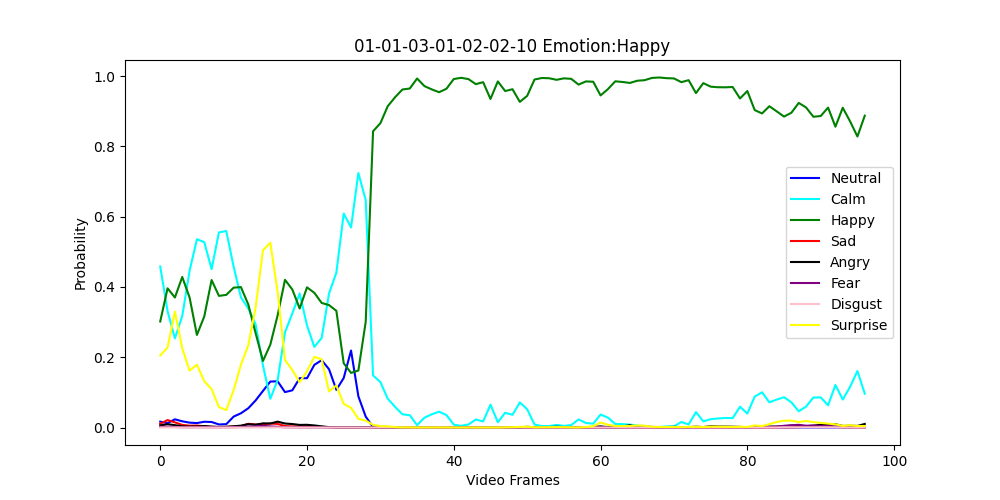 01-01-03-01-02-02-10 Emotion:Happy
Probability
1.0
0.8
0.6
0.4
0.2
0.0
0
20
40
60
80
100
Video Frames
Neutral
Calm
Happy
Sad
Angry
Fear
Disgust
Surprise